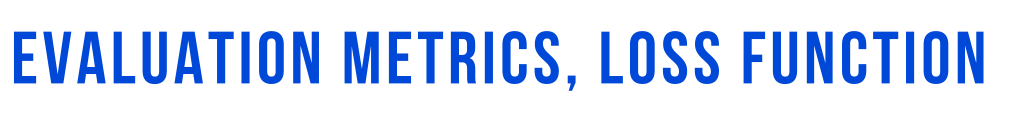 EVALUATION METRICS, LOSS FUNCTION